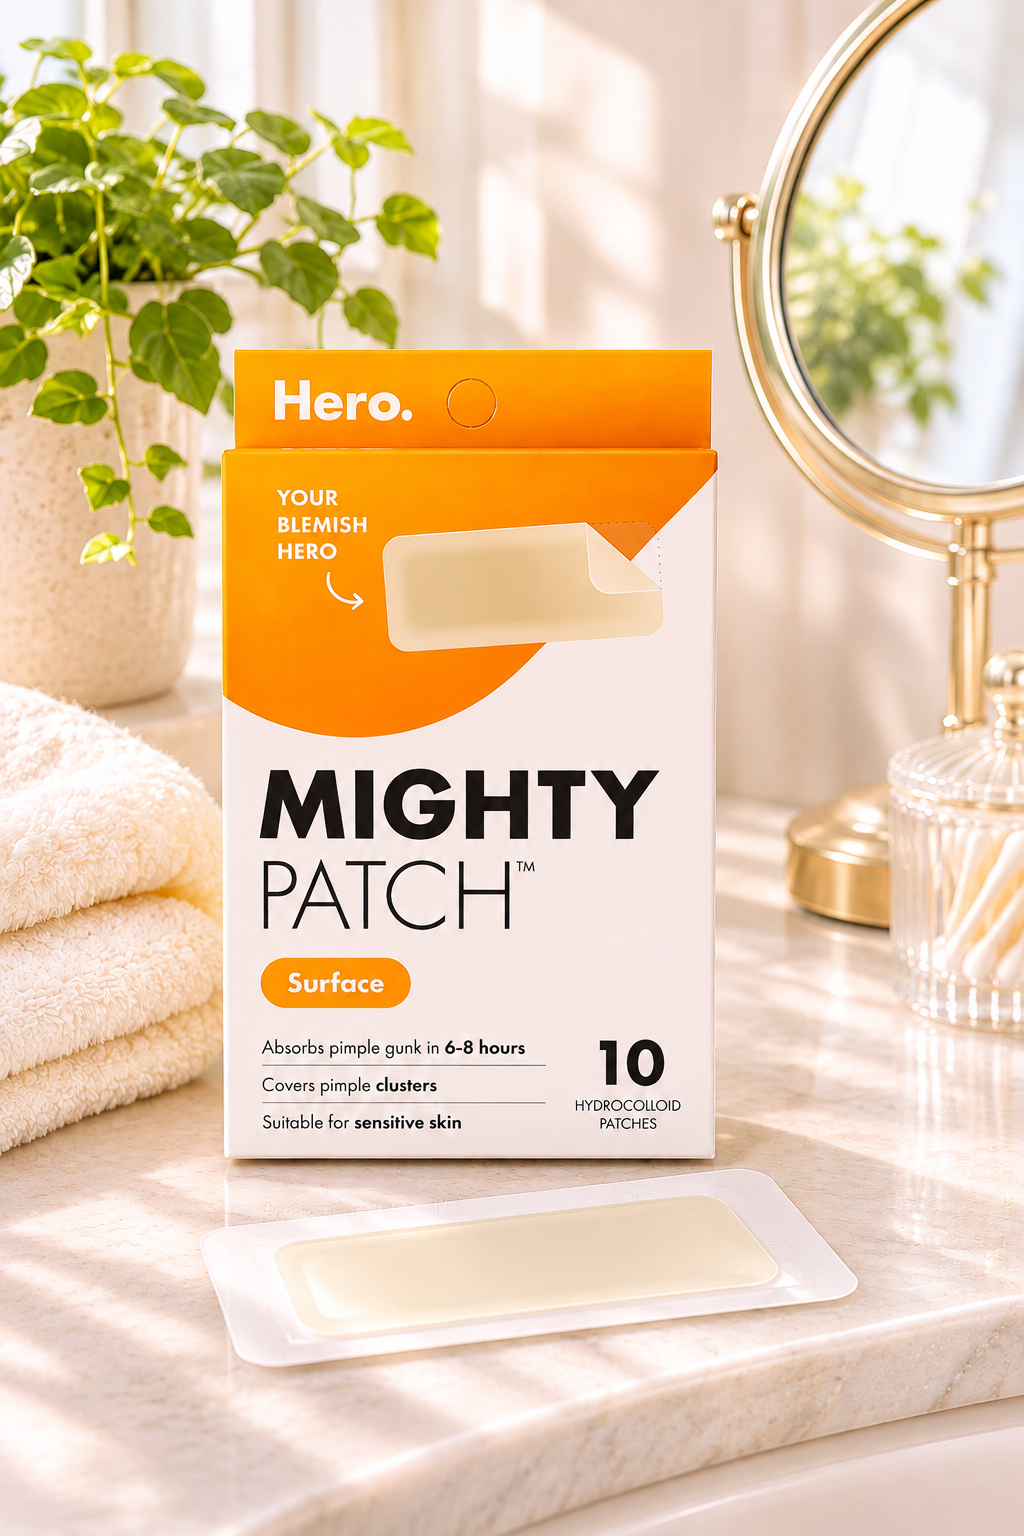 Hero.
YOUR
BLEMISH
HERO
MIGHTY
PATCH™
Surface
Absorbs pimple gunk in 6-8 hours
Covers pimple clusters
Suitable for sensitive skin
10
HYDROCOLLOID
PATCHES